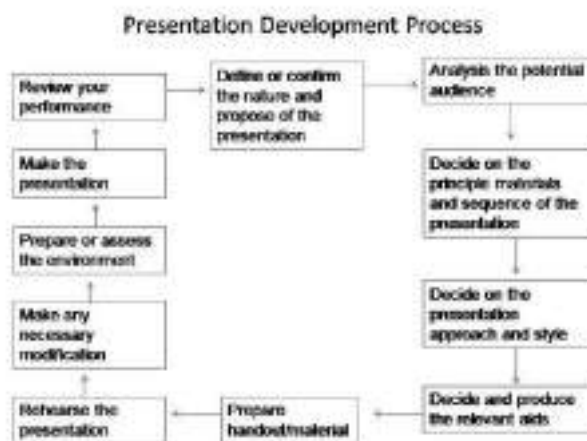 Presentation Development Process
Review your
performance
Define or confirm
the nature and
propose of the
presentation
Analysis the potential
audience
Decide on the
principle materials
and sequence of the
presentation
Decide on the
presentation
approach and style
Decide and produce
the relevant aids
Prepare
handout/material
Rehearse the
presentation
Make any
necessary
modification
Prepare or assess
the environment
Make the
presentation